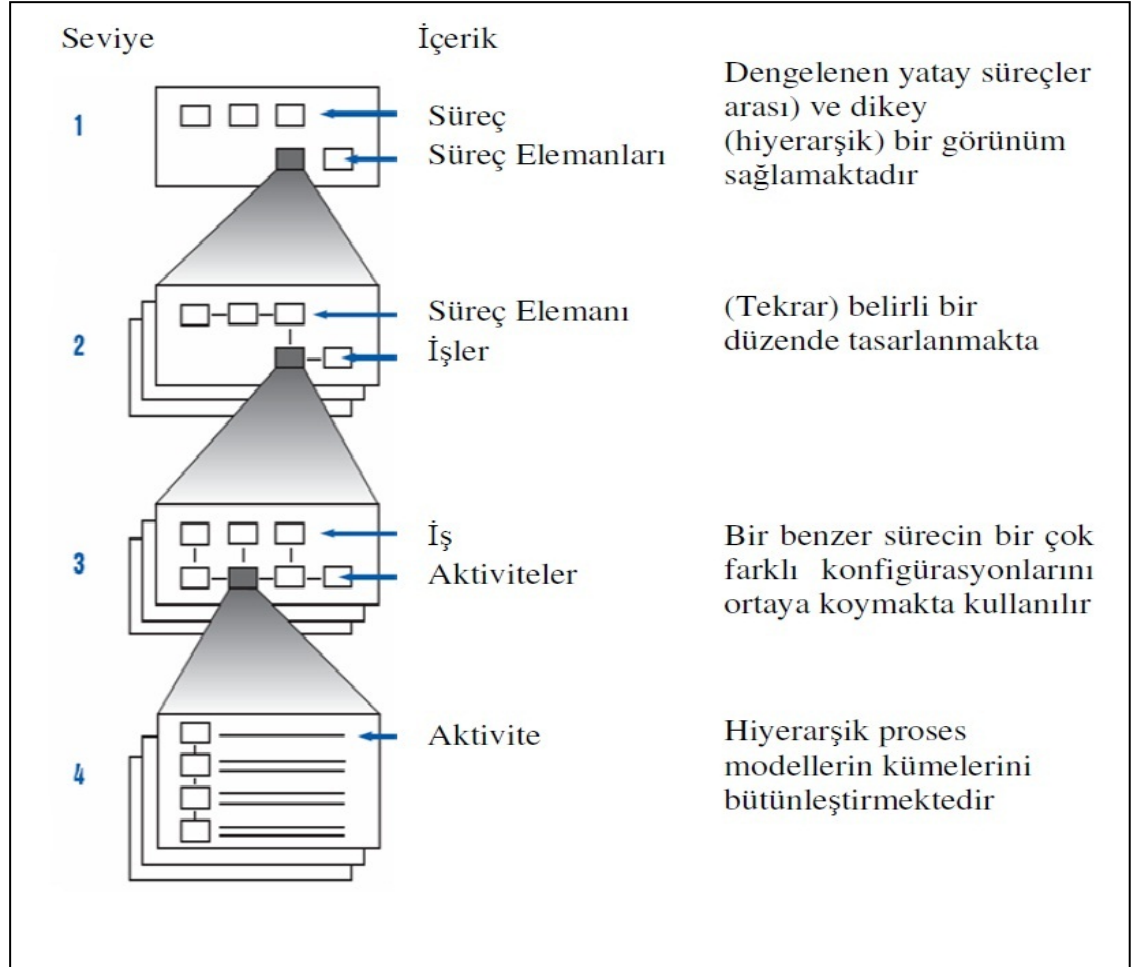 Seviye
İçerik
1
Süreç
Süreç Elemanları
Dengelenen yatay süreçler
arası) ve dikey
(hiyerarşik) bir görünüm
sağlamaktadır
2
Süreç Elemanı
İşler
(Tekrar) belirli bir
düzende tasarlanmakta
3
İş
Aktiviteler
Bir benzer sürecin bir çok
farklı konfigürasyonlarını
ortaya koymakta kullanılır
4
Aktivite
Hiyerarşik proses
modellerin kümelerini
bütünleştirmektedir